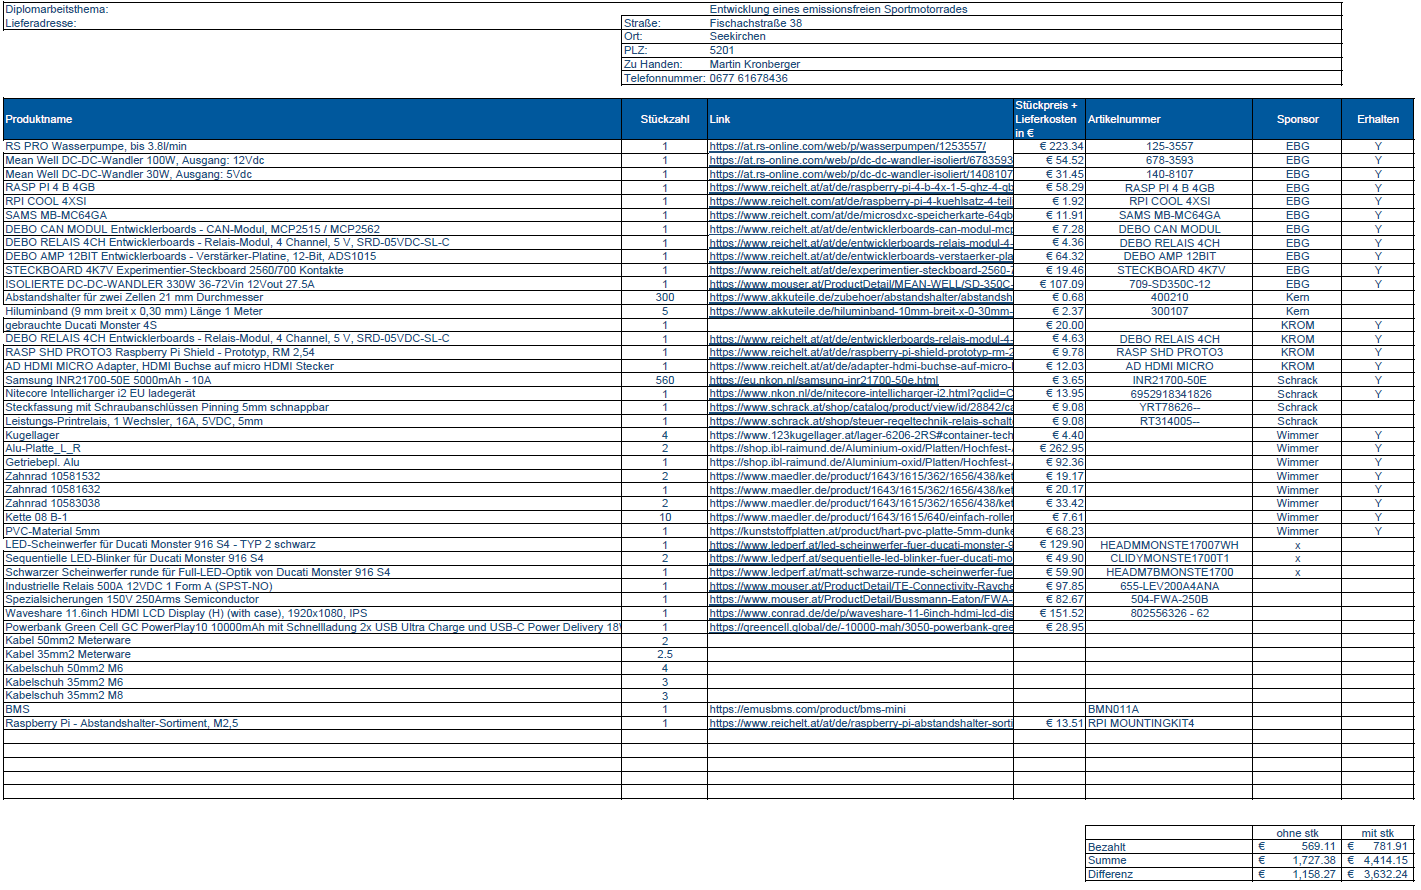 Diplomarbeitsthema: Entwicklung eines emissionsfreien Sportmotorrades
Lieferadresse: Straße: Fischachstraße 38
Ort: Seekirchen
PLZ: 5201
Zu Handen: Martin Kronberger
Telefonnummer: 0677 61678436
Produktname Stückzahl Link Stückpreis + Lieferkosten in € Artikelnummer Sponsor Erhalten
RS PRO Wasserpumpe, bis 3.8l/min 1 https://at.rs-online.com/web/p/wasserpumpen/1253557/ € 223.34 125-3557 EBG Y
Mean Well DC-DC-Wandler 100W, Ausgang: 12Vdc 1 https://at.rs-online.com/web/p/dc-dc-wandler-isoliert/6783593 € 54.52 678-3593 EBG Y
Mean Well DC-DC-Wandler 30W, Ausgang: 5Vdc 1 https://at.rs-online.com/web/p/dc-dc-wandler-isoliert/1408107 € 31.45 140-8107 EBG Y
RASP PI 4 B 4GB 1 https://www.reichelt.at/at/de/raspberry-pi-4-b-4x-1-5-ghz-4-gb € 58.29 RASP PI 4 B 4GB EBG Y
RPI COOL 4XSI 1 https://www.reichelt.com/at/de/raspberry-pi-4-kuehlsatz-4-teil € 1.92 RPI COOL 4XSI EBG Y
SAMS MB-MC64GA 1 https://www.reichelt.com/at/de/microsdxc-speicherkarte-64gb € 11.91 SAMS MB-MC64GA EBG Y
DEBO CAN MODUL Entwicklerboards - CAN-Modul, MCP2515 / MCP2562 1 https://www.reichelt.at/at/de/entwicklerboards-can-modul-mcp € 7.28 DEBO CAN MODUL EBG Y
DEBO RELAIS 4CH Entwicklerboards - Relais-Modul, 4 Channel, 5 V, SRD-05VDC-SL-C 1 https://www.reichelt.at/at/de/entwicklerboards-relais-modul-4- € 4.36 DEBO RELAIS 4CH EBG Y
DEBO AMP 12BIT Entwicklerboards - Verstärker-Platine, 12-Bit, ADS1015 1 https://www.reichelt.at/at/de/entwicklerboards-verstaerker-pla € 64.32 DEBO AMP 12BIT EBG Y
STECKBOARD 4K7V Experimentier-Steckboard 2560/700 Kontakte 1 https://www.reichelt.at/at/de/experimentier-steckboard-2560-7 € 19.46 STECKBOARD 4K7V EBG Y
ISOLIERTE DC-DC-WANDLER 330W 36-72Vin 12Vout 27.5A 1 https://www.mouser.at/ProductDetail/MEAN-WELL/SD-350C- € 107.09 709-SD350C-12 EBG Y
Abstandshalter für zwei Zellen 21 mm Durchmesser 300 https://www.akkuteile.de/zubehoer/abstandshalter/abstandsh € 0.68 400210 Kern
Hiluminband (9 mm breit x 0,30 mm) Länge 1 Meter 5 https://www.akkuteile.de/hiluminband-10mm-breit-x-0-30mm- € 2.37 300107 Kern
gebrauchte Ducati Monster 4S 1 € 20.00 KROM Y
DEBO RELAIS 4CH Entwicklerboards - Relais-Modul, 4 Channel, 5 V, SRD-05VDC-SL-C 1 https://www.reichelt.at/at/de/entwicklerboards-relais-modul-4- € 4.63 DEBO RELAIS 4CH KROM Y
RASP SHD PROTO3 Raspberry Pi Shield - Prototyp, RM 2,54 1 https://www.reichelt.at/at/de/raspberry-pi-shield-prototyp-rm-2 € 9.78 RASP SHD PROTO3 KROM Y
AD HDMI MICRO Adapter, HDMI Buchse auf micro HDMI Stecker 1 https://www.reichelt.at/at/de/adapter-hdmi-buchse-auf-micro- € 12.03 AD HDMI MICRO KROM Y
Samsung INR21700-50E 5000mAh - 10A 560 https://eu.nkon.nl/samsung-inr21700-50e.html € 3.65 INR21700-50E Schrack Y
Nitecore Intellicharger i2 EU ladegerät 1 https://www.nkon.nl/de/nitecore-intellicharger-i2.html?gclid=C € 13.95 6952918341826 Schrack Y
Steckfassung mit Schraubanschlüssen Pinning 5mm schnappbar 1 https://www.schrack.at/shop/catalog/product/view/id/28842/ca € 9.08 YRT78626-- Schrack
Leistungs-Printrelais, 1 Wechsler, 16A, 5VDC, 5mm 1 https://www.schrack.at/shop/steuer-regeltechnik-relais-schalt € 9.08 RT314005-- Schrack
Kugellager 4 https://www.123kugellager.at/lager-6206-2RS#container-tech € 4.40 Wimmer Y
Alu-Platte_L_R 2 https://shop.ibl-raimund.de/Aluminium-oxid/Platten/Hochfest-A € 262.95 Wimmer Y
Getriebepl. Alu 1 https://shop.ibl-raimund.de/Aluminium-oxid/Platten/Hochfest-A € 92.36 Wimmer Y
Zahnrad 10581532 2 https://www.maedler.de/product/1643/1615/362/1656/438/ket € 19.17 Wimmer Y
Zahnrad 10581632 1 https://www.maedler.de/product/1643/1615/362/1656/438/ket € 20.17 Wimmer Y
Zahnrad 10583038 2 https://www.maedler.de/product/1643/1615/362/1656/438/ket € 33.42 Wimmer Y
Kette 08 B-1 10 https://www.maedler.de/product/1643/1615/640/einfach-roller € 7.61 Wimmer Y
PVC-Material 5mm 1 https://kunststoffplatten.at/product/hart-pvc-platte-5mm-dunke € 68.23 Wimmer Y
LED-Scheinwerfer für Ducati Monster 916 S4 - TYP 2 schwarz 1 https://www.ledperf.at/led-scheinwerfer-fuer-ducati-monster-9 € 129.90 HEADMMONSTE17007WH x
Sequentielle LED-Blinker für Ducati Monster 916 S4 2 https://www.ledperf.at/sequentielle-led-blinker-fuer-ducati-mo € 49.90 CLIDYMONSTE1700T1 x
Schwarzer Scheinwerfer runde für Full-LED-Optik von Ducati Monster 916 S4 1 https://www.ledperf.at/matt-schwarze-runde-scheinwerfer-fue € 59.90 HEADM7BMONSTE1700 x
Industrielle Relais 500A 12VDC 1 Form A (SPST-NO) 1 https://www.mouser.at/ProductDetail/TE-Connectivity-Rayche € 97.85 655-LEV200A4ANA
Spezialsicherungen 150V 250Arms Semiconductor 1 https://www.mouser.at/ProductDetail/Bussmann-Eaton/FWA- € 82.67 504-FWA-250B
Waveshare 11.6inch HDMI LCD Display (H) (with case), 1920x1080, IPS 1 https://www.conrad.de/de/p/waveshare-11-6inch-hdmi-lcd-dis € 151.52 802556326 - 62
Powerbank Green Cell GC PowerPlay10 10000mAh mit Schnellladung 2x USB Ultra Charge und USB-C Power Delivery 18W 1 https://greencell.global/de/-10000-mah/3050-powerbank-gree € 28.95
Kabel 50mm2 Meterware 2
Kabel 35mm2 Meterware 2.5
Kabelschuh 50mm2 M6 4
Kabelschuh 35mm2 M6 3
Kabelschuh 35mm2 M8 3
BMS 1 https://emusbms.com/product/bms-mini BMN011A
Raspberry Pi - Abstandshalter-Sortiment, M2,5 1 https://www.reichelt.at/at/de/raspberry-pi-abstandshalter-sorti € 13.51 RPI MOUNTINGKIT4
ohne stk mit stk
Bezahlt € 569.11 € 781.91
Summe € 1,727.38 € 4,414.15
Differenz € 1,158.27 € 3,632.24